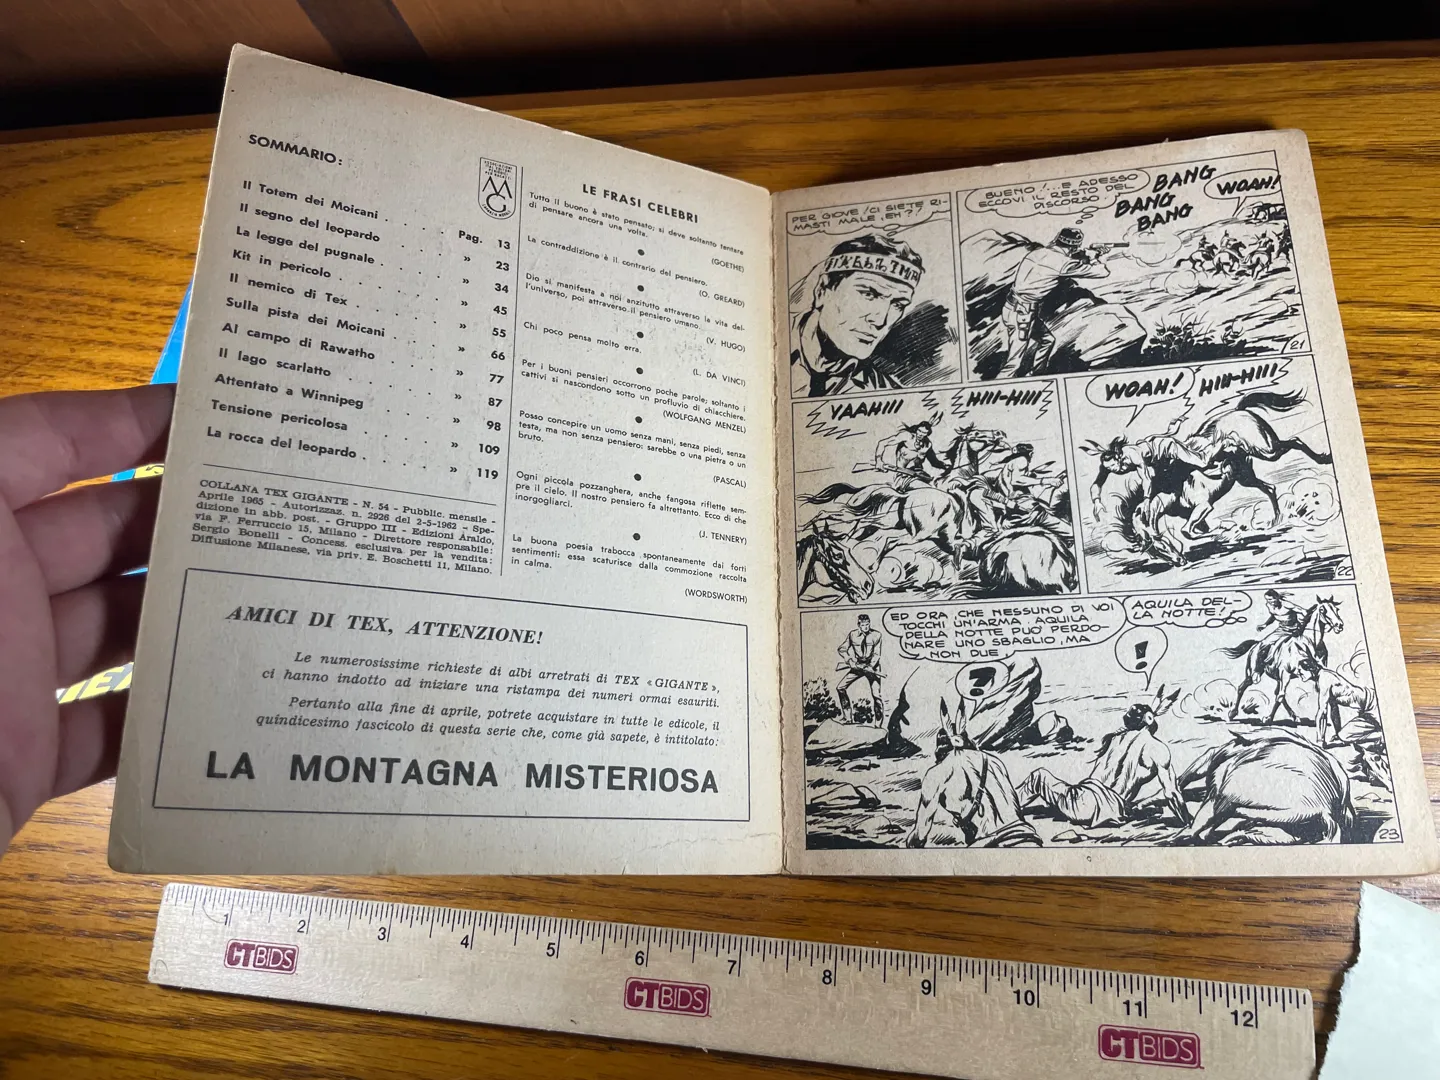 SOMMARIO:
Il Totem dei Moicani . . . . Pag. 13
Il segno del leopardo . . . . » 23
La legge del pugnale . . . . » 34
Kit in pericolo . . . . . » 45
Il nemico di Tex . . . . . » 55
Sulla pista dei Moicani . . . . » 66
Al campo di Rawatho . . . . » 77
Il lago scarlatto . . . . . » 87
Attentato a Winnipeg . . . . » 98
Tensione pericolosa . . . . » 109
La rocca del leopardo . . . . » 119
COLLANA TEX GIGANTE - N. 54 - Pubblic. mensile -
Aprile 1965 - Autorizzaz. n. 2926 del 2-5-1962 - Spe-
dizione in abb. post. - Gruppo III - Edizioni Araldo,
via F. Ferruccio 15, Milano - Direttore responsabile:
Sergio Bonelli - Concess. esclusiva per la vendita:
Diffusione Milanese, via priv. E. Boschetti 11, Milano.
MG
LE FRASI CELEBRI
Tutto il buono è stato pensato; si deve soltanto tentare
di pensare ancora una volta.
(GOETHE)
La contraddizione è il contrario del pensiero.
(O. GREARD)
Dio si manifesta a noi anzitutto attraverso la vita del-
l'universo, poi attraverso il pensiero umano.
(V. HUGO)
Chi poco pensa molto erra.
(L. DA VINCI)
Per i buoni pensieri occorrono poche parole; soltanto i
cattivi si nascondono sotto un profluvio di chiacchiere.
(WOLFGANG MENZEL)
Posso concepire un uomo senza mani, senza piedi, senza
testa, ma non senza pensiero: sarebbe o una pietra o un
bruto.
(PASCAL)
Ogni piccola pozzanghera, anche fangosa riflette sem-
pre il cielo. Il nostro pensiero fa altrettanto. Ecco di che
inorgogliarci.
(J. TENNERY)
La buona poesia trabocca spontaneamente dai forti
sentimenti: essa scaturisce dalla commozione raccolta
in calma.
(WORDSWORTH)
AMICI DI TEX, ATTENZIONE!
Le numerosissime richieste di albi arretrati di TEX «GIGANTE»,
ci hanno indotto ad iniziare una ristampa dei numeri ormai esauriti.
Pertanto alla fine di aprile, potrete acquistare in tutte le edicole, il
quindicesimo fascicolo di questa serie che, come già sapete, è intitolato:
LA MONTAGNA MISTERIOSA
PER GIOVE! CI SIETE RI-
MASTI MALE, EH?!
BUENO!...E ADESSO
ECCOVI IL RESTO DEL
DISCORSO!
BANG
BANG
BANG
WOAH!
21
YAAHIII
HIII-HIII
WOAH!
HIII-HIII
22
ED ORA, CHE NESSUNO DI VOI
TOCCHI UN'ARMA. AQUILA
DELLA NOTTE PUÒ PERDO-
NARE UNO SBAGLIO, MA
NON DUE.
AQUILA DEL-
LA NOTTE!
?
!
23
1 2 3 4 5 6 7 8 9 10 11 12
CTBIDS
CTBIDS
CTBIDS